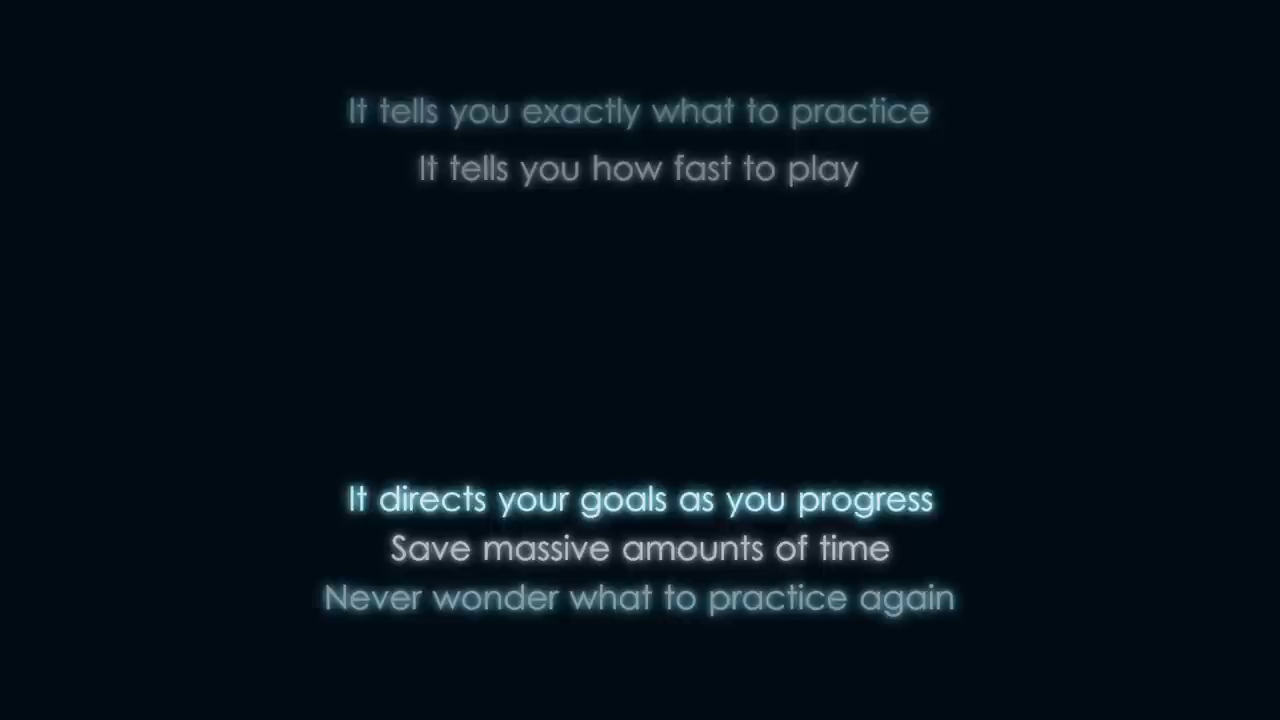 It tells you exactly what to practice
It tells you how fast to play
It directs your goals as you progress
Save massive amounts of time
Never wonder what to practice again